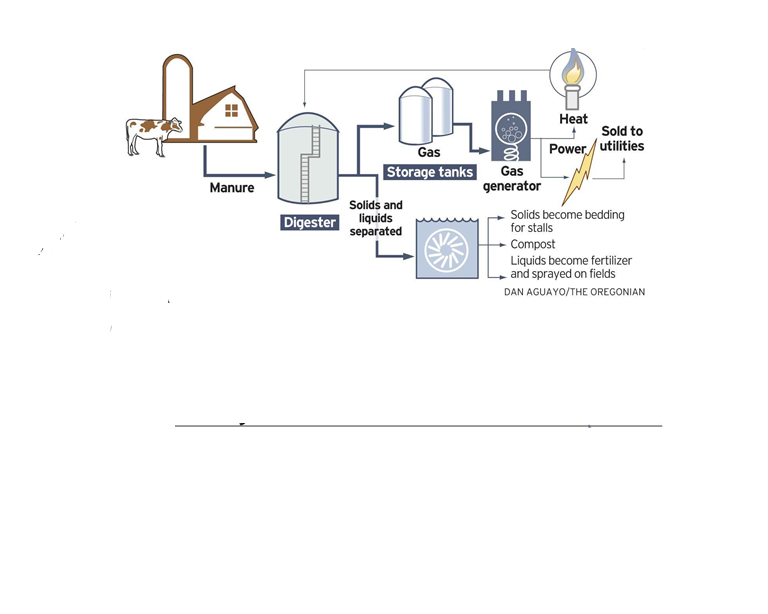 Heat
Sold to
utilities
Power
Gas
Storage tanks
Gas
generator
Manure
Digester
Solids and
liquids
separated
Solids become bedding
for stalls
Compost
Liquids become fertilizer
and sprayed on fields
DAN AGUAYO/THE OREGONIAN